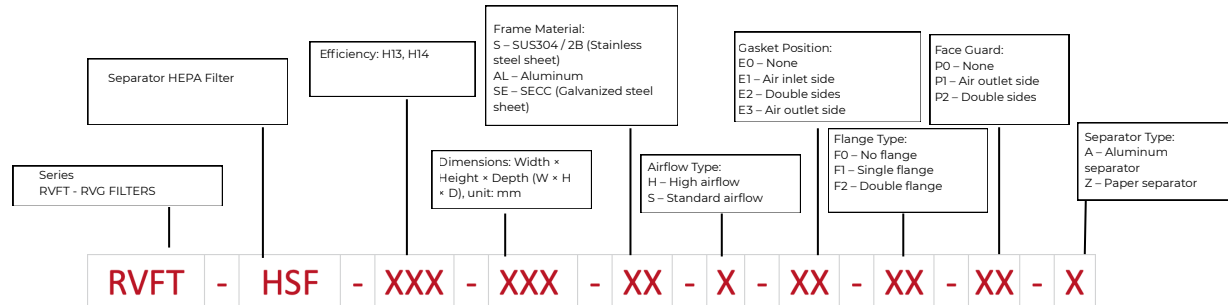 Series
RVFT - RVG FILTERS
Separator HEPA Filter
Efficiency: H13, H14
Dimensions: Width ×
Height × Depth (W × H
× D), unit: mm
Frame Material:
S – SUS304 / 2B (Stainless
steel sheet)
AL – Aluminum
SE – SECC (Galvanized steel
sheet)
Airflow Type:
H – High airflow
S – Standard airflow
Gasket Position:
E0 – None
E1 – Air inlet side
E2 – Double sides
E3 – Air outlet side
Flange Type:
F0 – No flange
F1 – Single flange
F2 – Double flange
Face Guard:
P0 – None
P1 – Air outlet side
P2 – Double sides
Separator Type:
A – Aluminum
separator
Z – Paper separator
RVFT - HSF - XXX - XXX - XX - X - XX - XX - XX - X